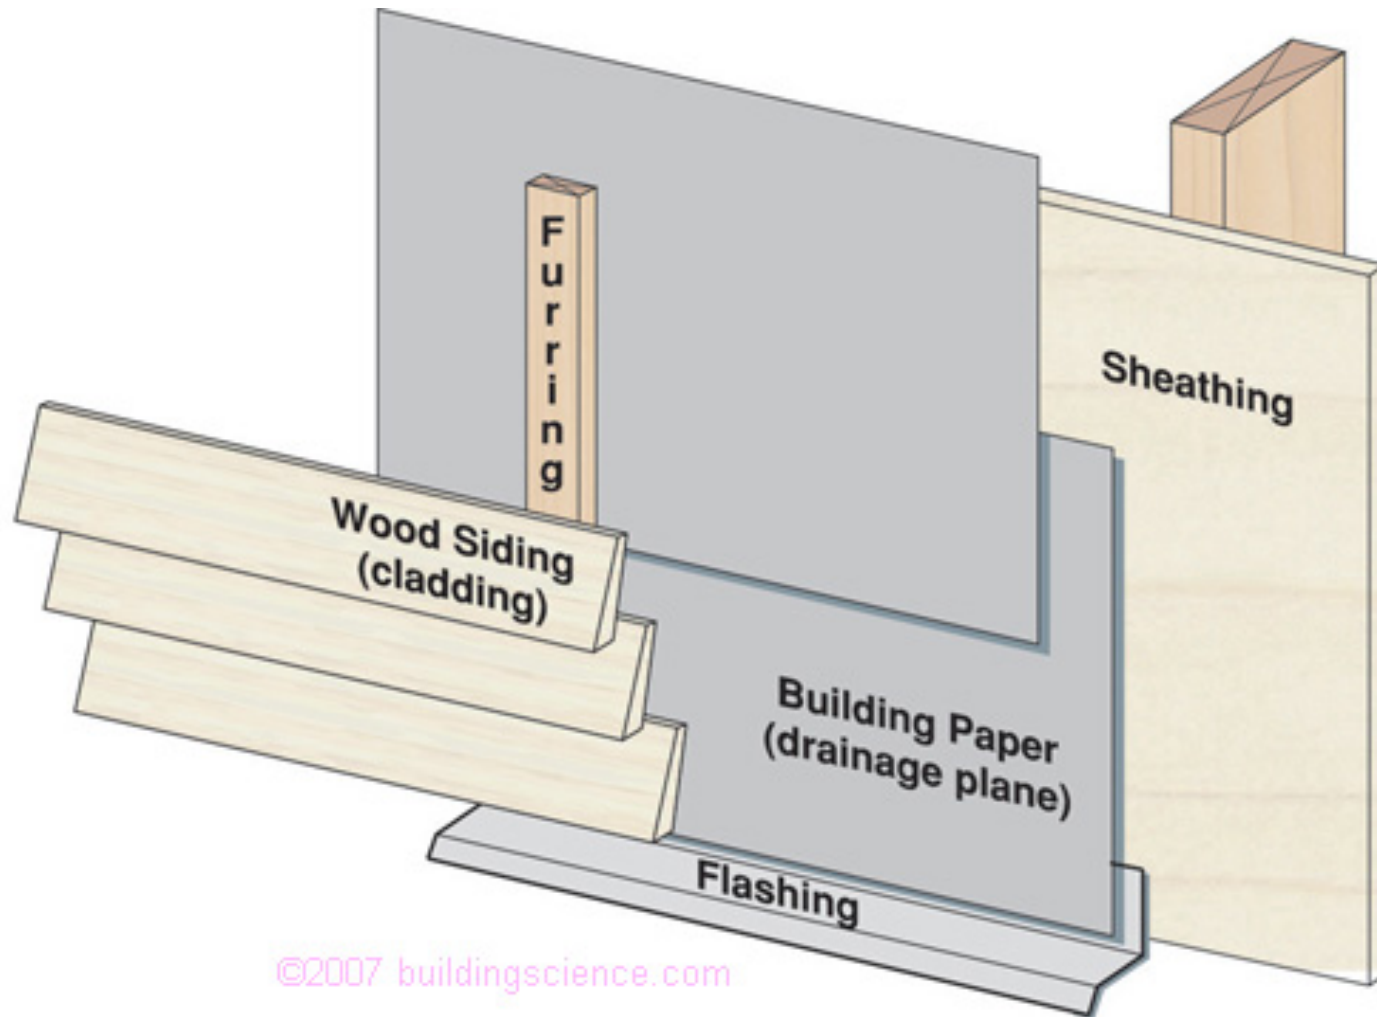 Furring
Sheathing
Wood Siding
(cladding)
Building Paper
(drainage plane)
Flashing
©2007 buildingscience.com